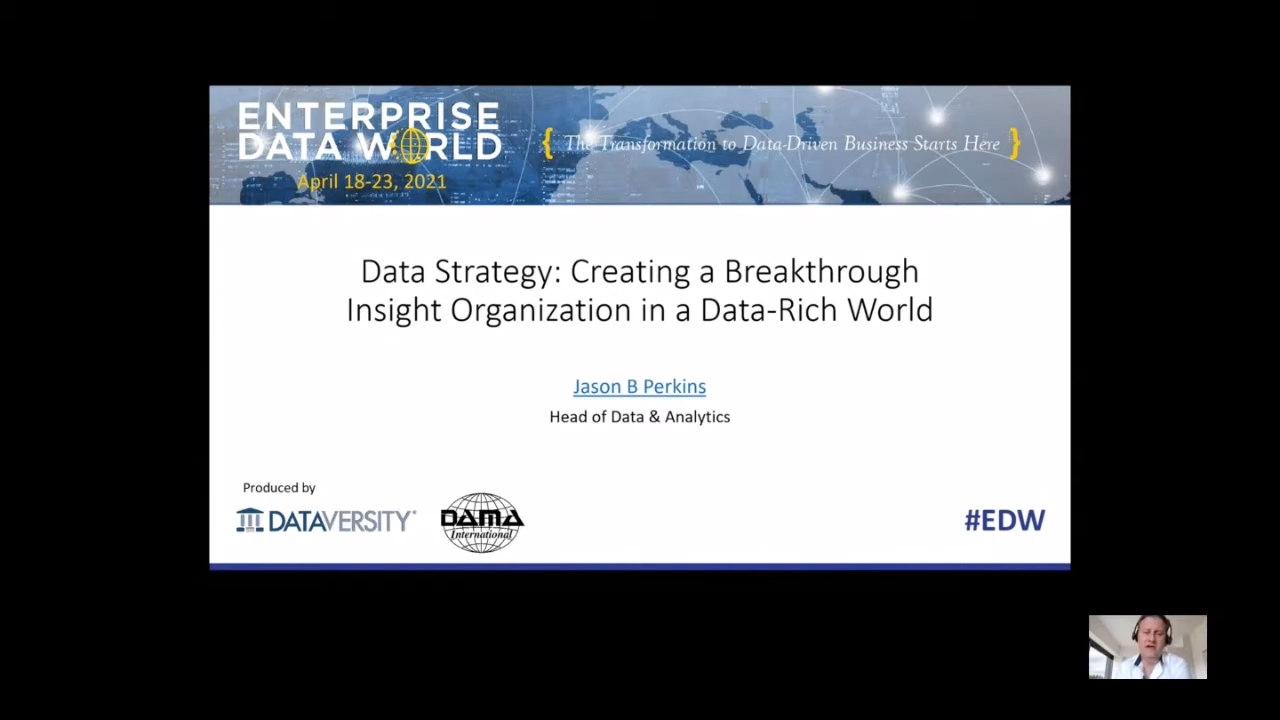 ENTERPRISE
DATA WORLD
April 18-23, 2021
{ The Transformation to Data-Driven Business Starts Here }
Data Strategy: Creating a Breakthrough
Insight Organization in a Data-Rich World
Jason B Perkins
Head of Data & Analytics
Produced by
DATAVERSITY
DAMA
International
#EDW